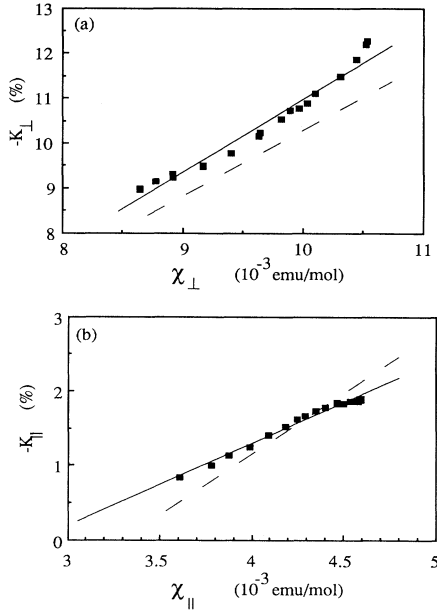 13
(a)
12
11
-K⊥ (%)
10
9
8
8 9 10 11
χ⊥ (10⁻³ emu/mol)
3
(b)
2
-K∥ (%)
1
0
3 3.5 4 4.5 5
χ∥ (10⁻³ emu/mol)